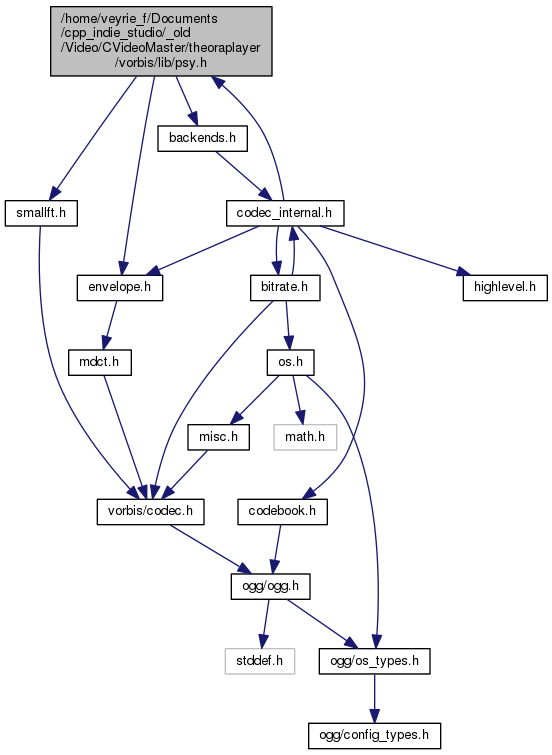 /home/veyrie_f/Documents
/cpp_indie_studio/_old
/Video/CVideoMaster/theoraplayer
/vorbis/lib/psy.h
backends.h
smallft.h
codec_internal.h
envelope.h
bitrate.h
highlevel.h
mdct.h
os.h
misc.h
math.h
vorbis/codec.h
codebook.h
ogg/ogg.h
stddef.h
ogg/os_types.h
ogg/config_types.h